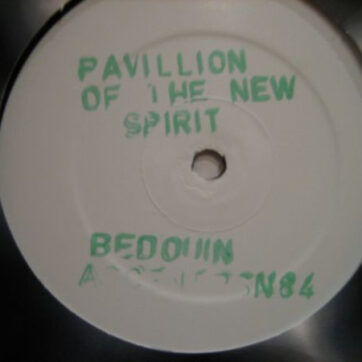 PAVILLION
OF THE NEW
SPIRIT
BEDOUIN